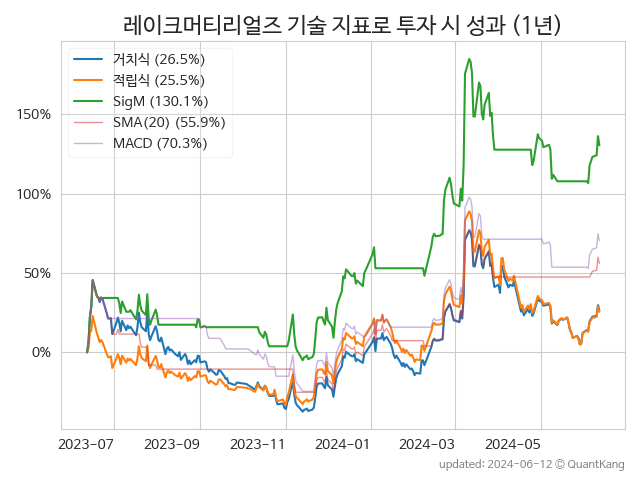 레이크머티리얼즈 기술 지표로 투자 시 성과 (1년)
거치식 (26.5%)
적립식 (25.5%)
SigM (130.1%)
SMA(20) (55.9%)
MACD (70.3%)
150%
100%
50%
0%
2023-07 2023-09 2023-11 2024-01 2024-03 2024-05
updated: 2024-06-12 © QuantKang